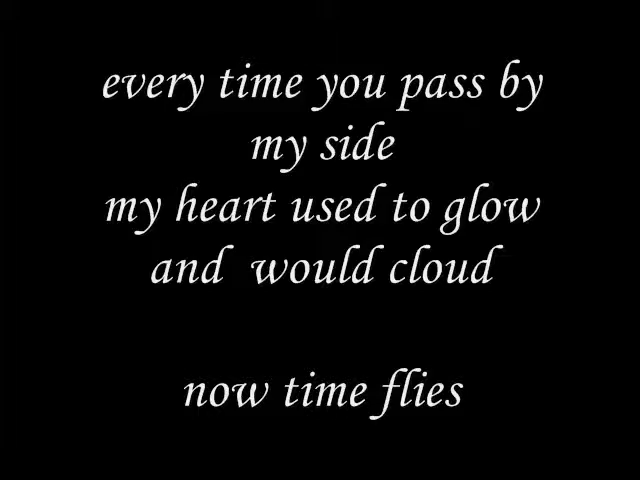 every time you pass by
my side
my heart used to glow
and would cloud
now time flies